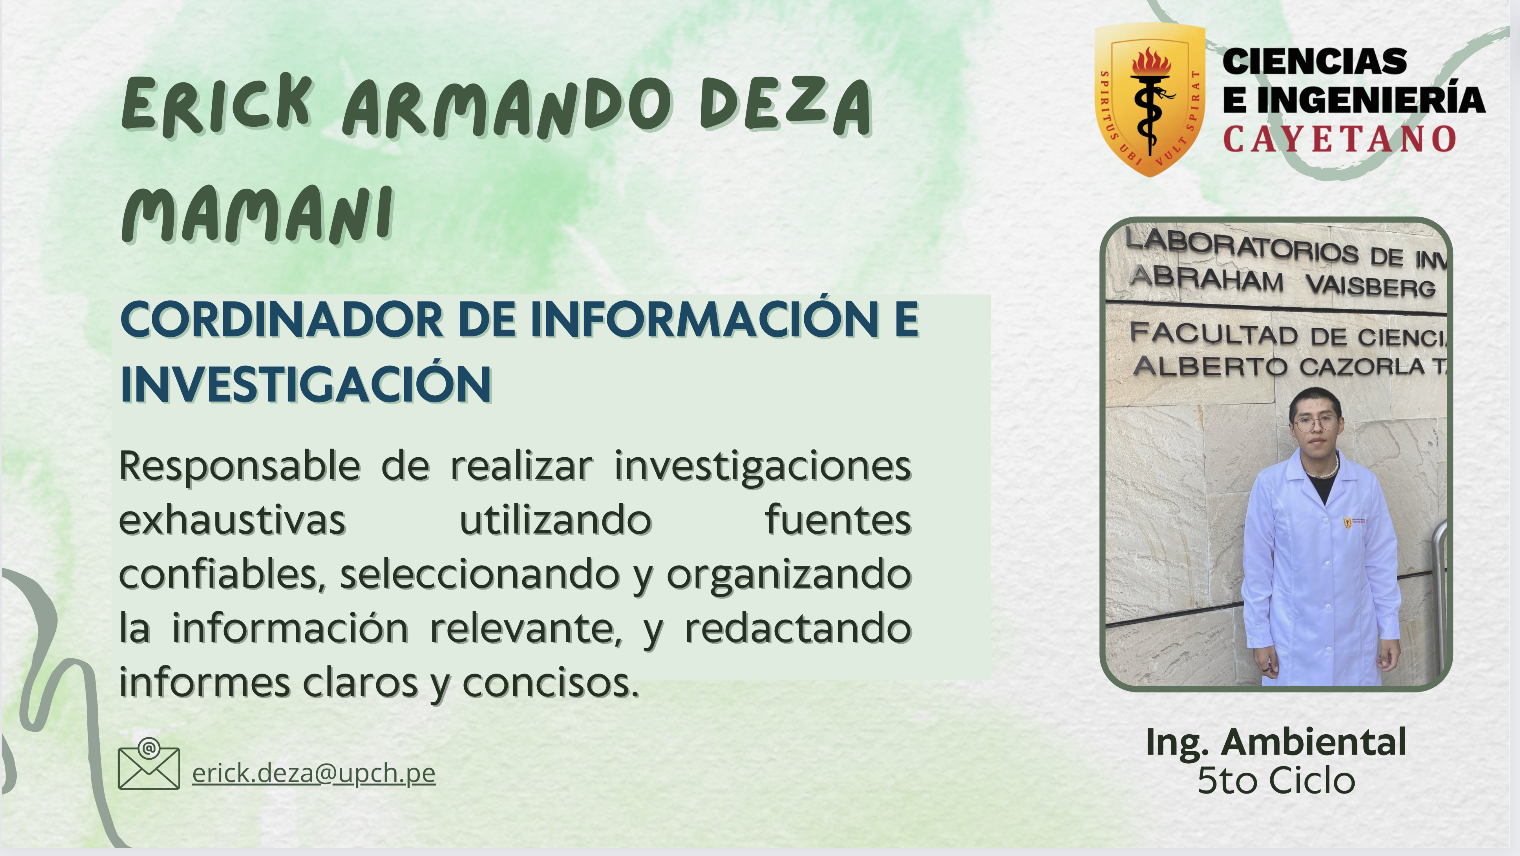 ERICK ARMANDO DEZA
MAMANI
CORDINADOR DE INFORMACIÓN E
INVESTIGACIÓN
Responsable de realizar investigaciones
exhaustivas utilizando fuentes
confiables, seleccionando y organizando
la información relevante, y redactando
informes claros y concisos.
@
erick.deza@upch.pe
SPIRITUS UBI VULT SPIRAT
CIENCIAS
E INGENIERÍA
CAYETANO
LABORATORIOS DE INV
ABRAHAM VAISBERG
FACULTAD DE CIENCI
ALBERTO CAZORLA T
Ing. Ambiental
5to Ciclo